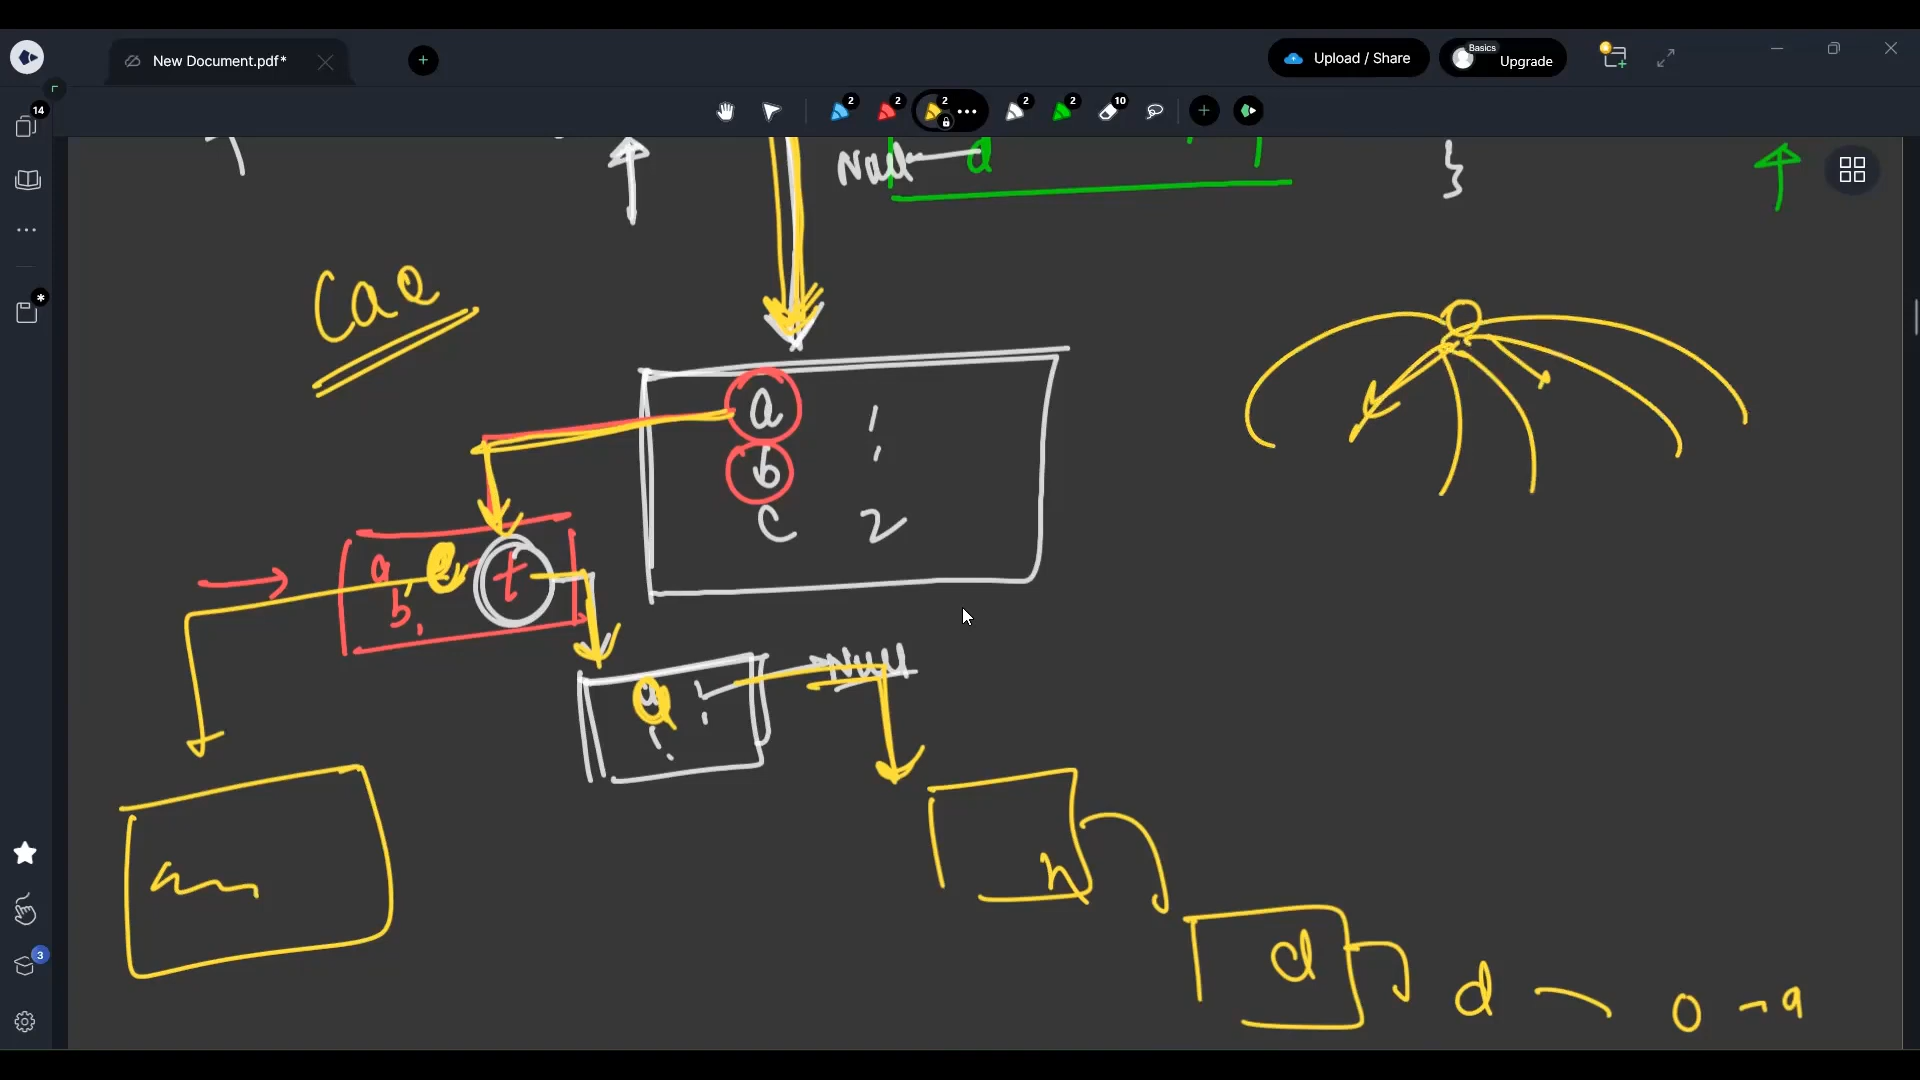 New Document.pdf*
Upload / Share
Basics
Upgrade
14
2
2
2
2
2
10
Null d
}
Cae
a
b
c 2
a e t
b,
a
Null
n
d
d
0 - 9
3